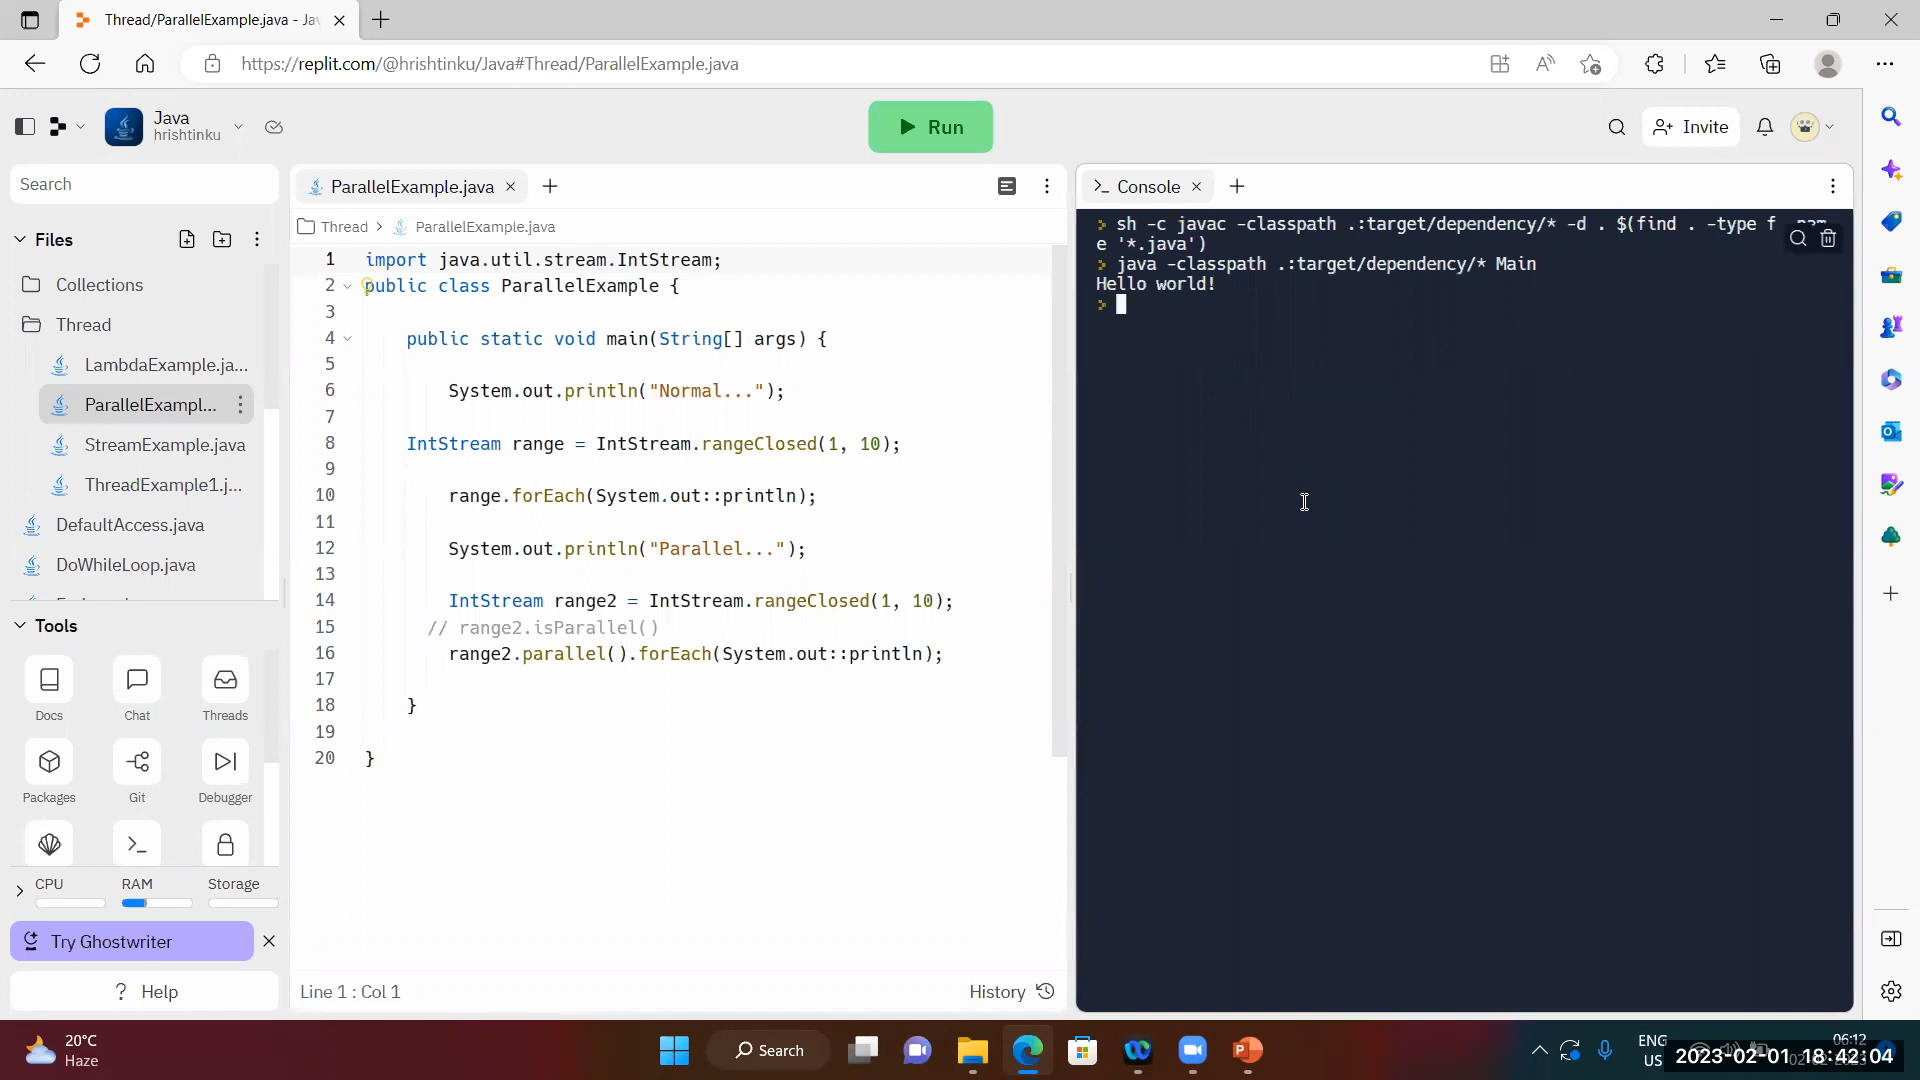 Thread/ParallelExample.java - Ja
https://replit.com/@hrishtinku/Java#Thread/ParallelExample.java
Java
hrishtinku
Run
Invite
Search
Files
Collections
Thread
LambdaExample.ja...
ParallelExampl...
StreamExample.java
ThreadExample1.j...
DefaultAccess.java
DoWhileLoop.java
Tools
Docs
Chat
Threads
Packages
Git
Debugger
CPU
RAM
Storage
Try Ghostwriter
? Help
ParallelExample.java
Thread > ParallelExample.java
1 import java.util.stream.IntStream;
2 public class ParallelExample {
3
4 public static void main(String[] args) {
5
6 System.out.println("Normal...");
7
8 IntStream range = IntStream.rangeClosed(1, 10);
9
10 range.forEach(System.out::println);
11
12 System.out.println("Parallel...");
13
14 IntStream range2 = IntStream.rangeClosed(1, 10);
15 // range2.isParallel()
16 range2.parallel().forEach(System.out::println);
17
18 }
19
20 }
Line 1 : Col 1
History
Console
> sh -c javac -classpath .:target/dependency/* -d . $(find . -type f
e '*.java')
> java -classpath .:target/dependency/* Main
Hello world!
>
20°C
Haze
Search
ENG
US
06:12
2023-02-01 18:42:04